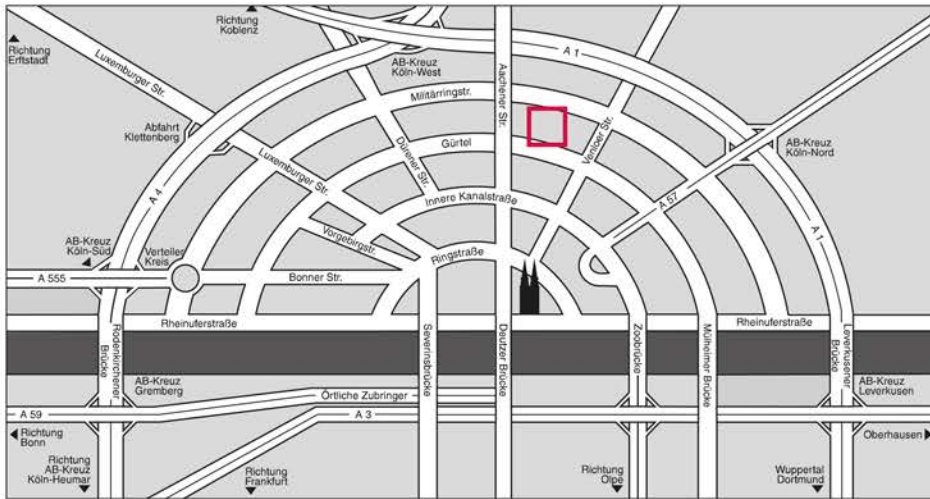 Richtung
Koblenz
Richtung
Erftstadt
Luxemburger Str.
AB-Kreuz
Köln-West
Aachener Str.
A 1
Militärringstr.
Abfahrt
Klettenberg
Dürener Str.
Gürtel
Venloer Str.
AB-Kreuz
Köln-Nord
Luxemburger Str.
A 4
Innere Kanalstraße
A 57
A 1
Vorgebirgstr.
Ringstraße
AB-Kreuz
Köln-Süd
Verteiler
Kreis
A 555
Bonner Str.
Rheinuferstraße
Rheinuferstraße
Rodenkirchener
Brücke
Severinsbrücke
Deutzer Brücke
Zoobrücke
Mülheimer Brücke
Leverkusener
Brücke
AB-Kreuz
Gremberg
AB-Kreuz
Leverkusen
Örtliche Zubringer
A 59
A 3
Richtung
Bonn
Oberhausen
Richtung
AB-Kreuz
Köln-Heumar
Richtung
Frankfurt
Richtung
Olpe
Wuppertal
Dortmund